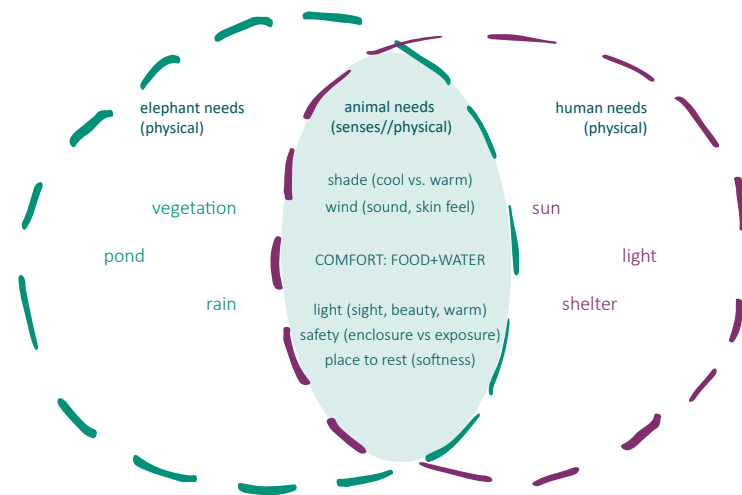 elephant needs
(physical)
vegetation
pond
rain
animal needs
(senses//physical)
shade (cool vs. warm)
wind (sound, skin feel)
COMFORT: FOOD+WATER
light (sight, beauty, warm)
safety (enclosure vs exposure)
place to rest (softness)
human needs
(physical)
sun
light
shelter